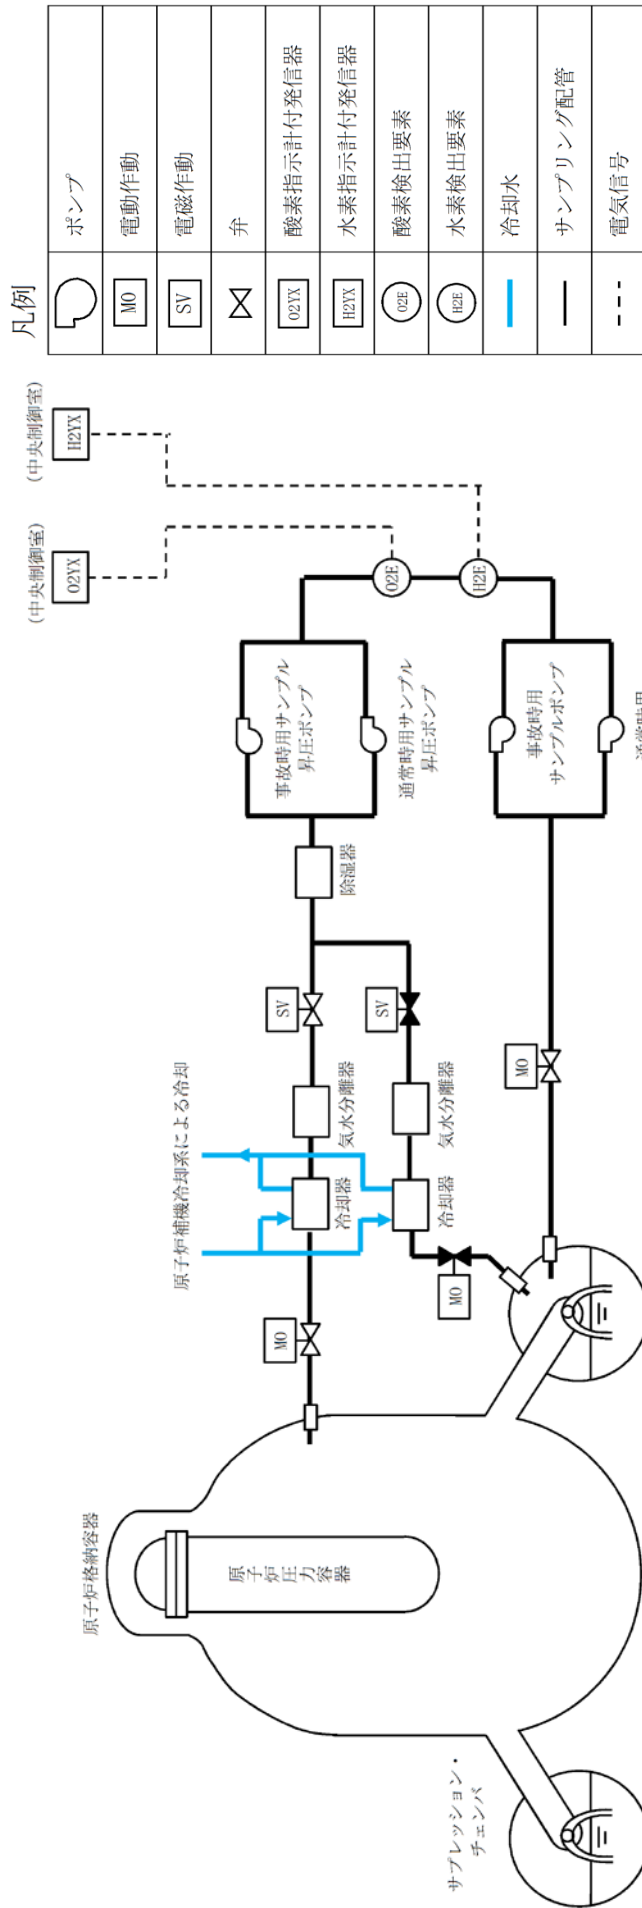 凡例
ポンプ
MO
電動作動
SV
電磁作動
弁
O2YX
酸素指示計付発信器
H2YX
水素指示計付発信器
O2E
酸素検出要素
H2E
水素検出要素
冷却水
サンプリング配管
電気信号
(中央制御室)
O2YX
(中央制御室)
H2YX
O2E
H2E
事故時用サンプル
昇圧ポンプ
通常時用サンプル
昇圧ポンプ
事故時用
サンプルポンプ
除湿器
SV
SV
原子炉補機冷却系による冷却
気水分離器
気水分離器
冷却器
冷却器
MO
MO
MO
原子炉格納容器
原子炉圧力容器
サプレッション・
チェンバ